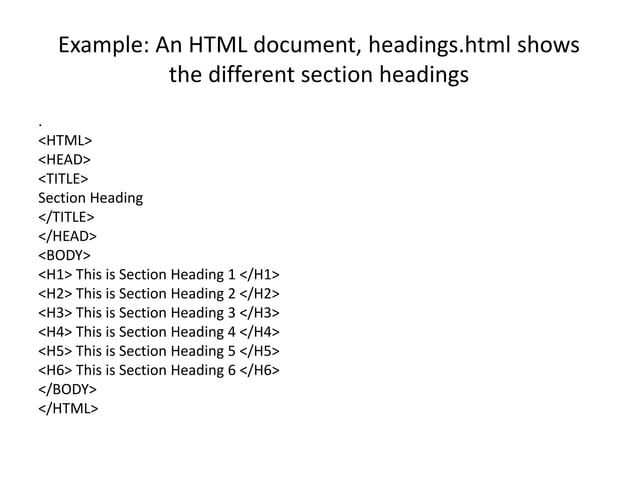 Example: An HTML document, headings.html shows
the different section headings
.
<HTML>
<HEAD>
<TITLE>
Section Heading
</TITLE>
</HEAD>
<BODY>
<H1> This is Section Heading 1 </H1>
<H2> This is Section Heading 2 </H2>
<H3> This is Section Heading 3 </H3>
<H4> This is Section Heading 4 </H4>
<H5> This is Section Heading 5 </H5>
<H6> This is Section Heading 6 </H6>
</BODY>
</HTML>